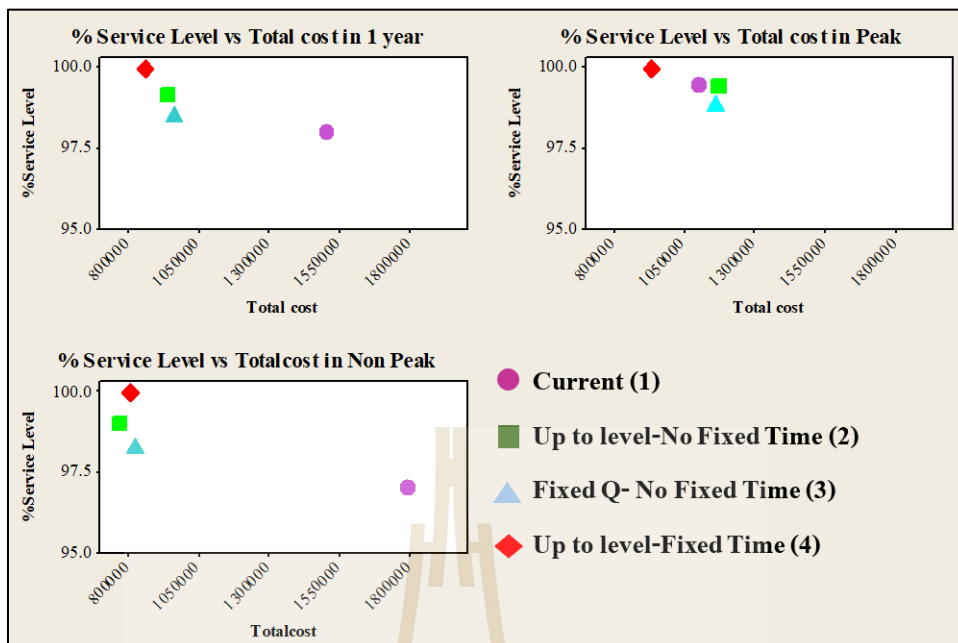 % Service Level vs Total cost in 1 year
100.0
97.5
95.0
%Service Level
800000
1050000
1300000
1550000
1800000
Total cost
% Service Level vs Total cost in Peak
100.0
97.5
95.0
%Service Level
800000
1050000
1300000
1550000
1800000
Total cost
% Service Level vs Totalcost in Non Peak
100.0
97.5
95.0
%Service Level
800000
1050000
1300000
1550000
1800000
Totalcost
Current (1)
Up to level-No Fixed Time (2)
Fixed Q- No Fixed Time (3)
Up to level-Fixed Time (4)